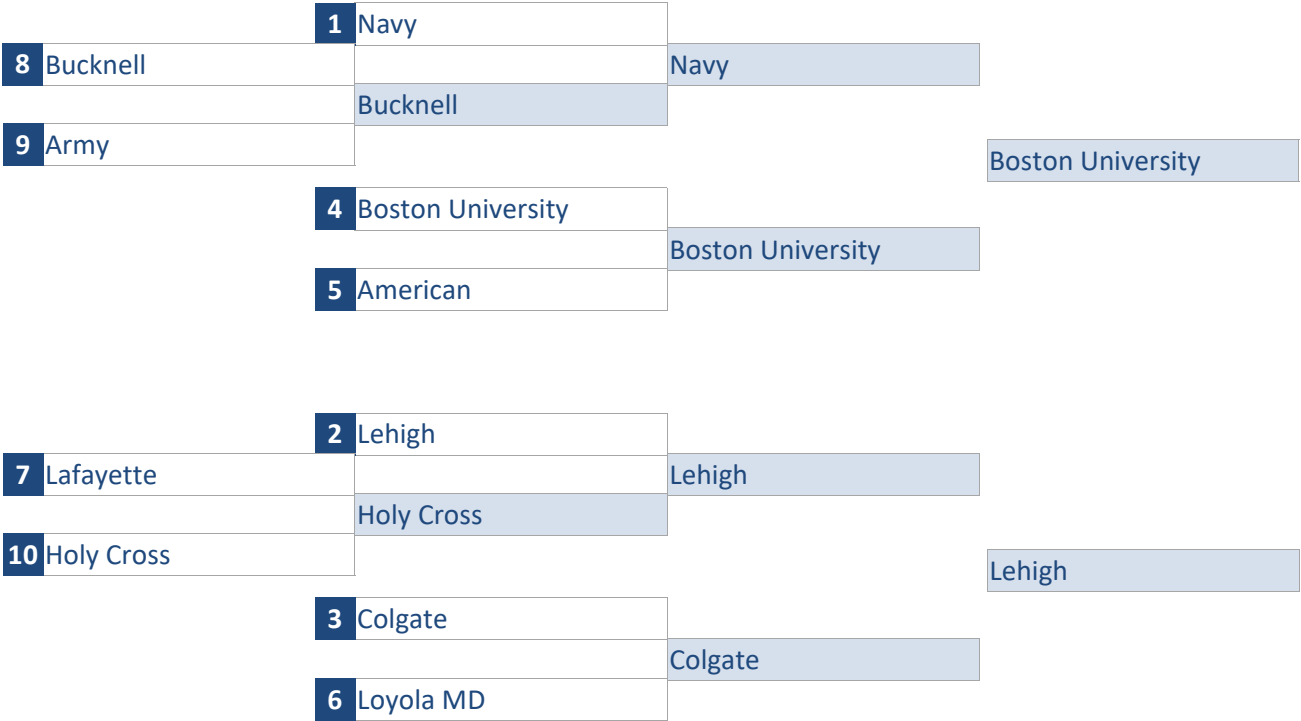 1 Navy
8 Bucknell
Navy
Bucknell
9 Army
Boston University
4 Boston University
Boston University
5 American
2 Lehigh
7 Lafayette
Lehigh
Holy Cross
10 Holy Cross
Lehigh
3 Colgate
Colgate
6 Loyola MD